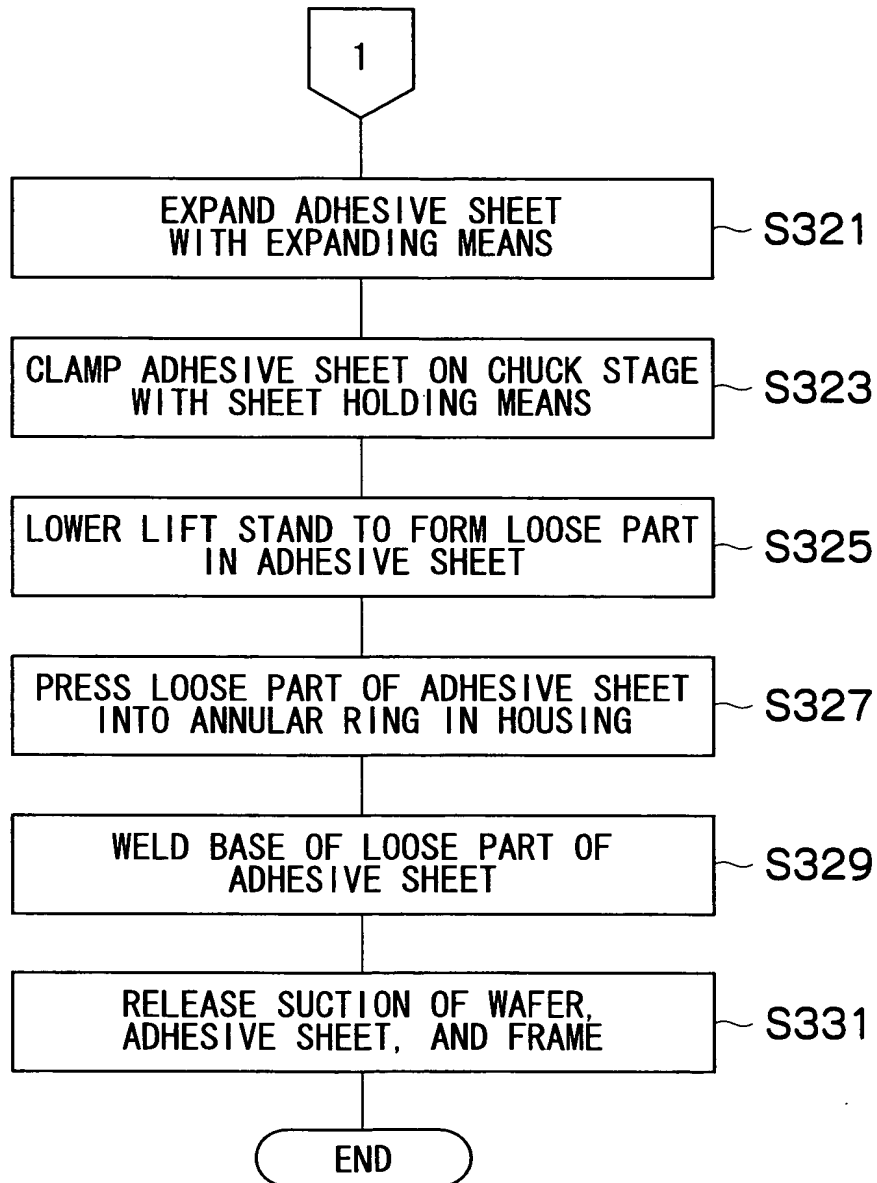 1
EXPAND ADHESIVE SHEET
WITH EXPANDING MEANS
S321
CLAMP ADHESIVE SHEET ON CHUCK STAGE
WITH SHEET HOLDING MEANS
S323
LOWER LIFT STAND TO FORM LOOSE PART
IN ADHESIVE SHEET
S325
PRESS LOOSE PART OF ADHESIVE SHEET
INTO ANNULAR RING IN HOUSING
S327
WELD BASE OF LOOSE PART OF
ADHESIVE SHEET
S329
RELEASE SUCTION OF WAFER,
ADHESIVE SHEET, AND FRAME
S331
END